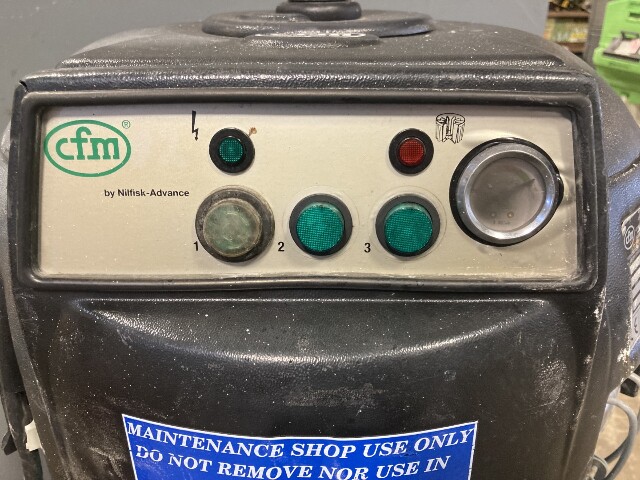 cfm®
by Nilfisk-Advance
1 2 3
MAINTENANCE SHOP USE ONLY
DO NOT REMOVE NOR USE IN